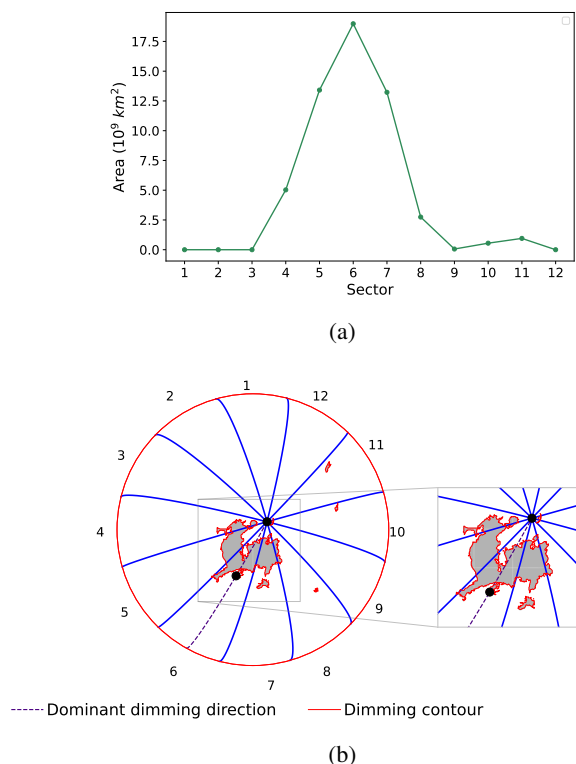 17.5
15.0
12.5
10.0
7.5
5.0
2.5
0.0
Area (10⁹ km²)
1 2 3 4 5 6 7 8 9 10 11 12
Sector
(a)
1
2
12
3
11
4
10
5
9
6
7
8
Dominant dimming direction
Dimming contour
(b)